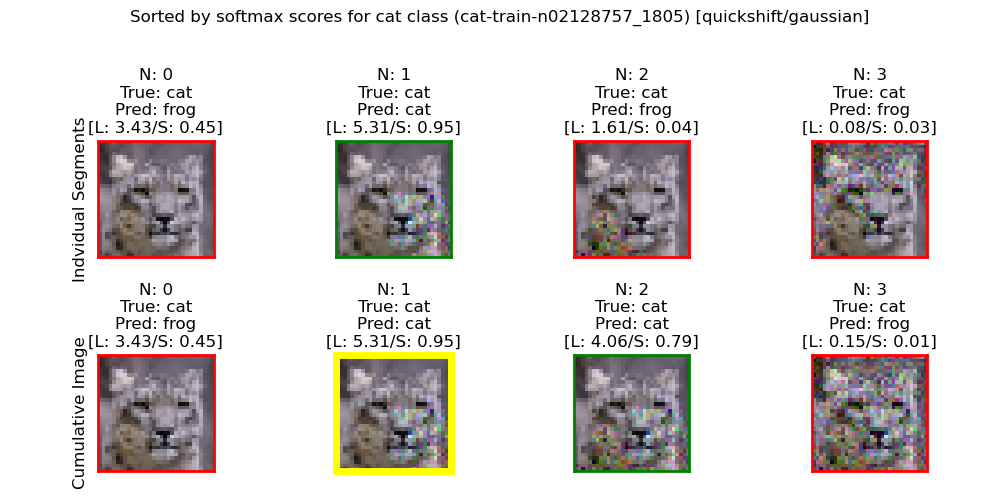 Sorted by softmax scores for cat class (cat-train-n02128757_1805) [quickshift/gaussian]
Indvidual Segments
N: 0
True: cat
Pred: frog
[L: 3.43/S: 0.45]
N: 1
True: cat
Pred: cat
[L: 5.31/S: 0.95]
N: 2
True: cat
Pred: frog
[L: 1.61/S: 0.04]
N: 3
True: cat
Pred: frog
[L: 0.08/S: 0.03]
Cumulative Image
N: 0
True: cat
Pred: frog
[L: 3.43/S: 0.45]
N: 1
True: cat
Pred: cat
[L: 5.31/S: 0.95]
N: 2
True: cat
Pred: cat
[L: 4.06/S: 0.79]
N: 3
True: cat
Pred: frog
[L: 0.15/S: 0.01]